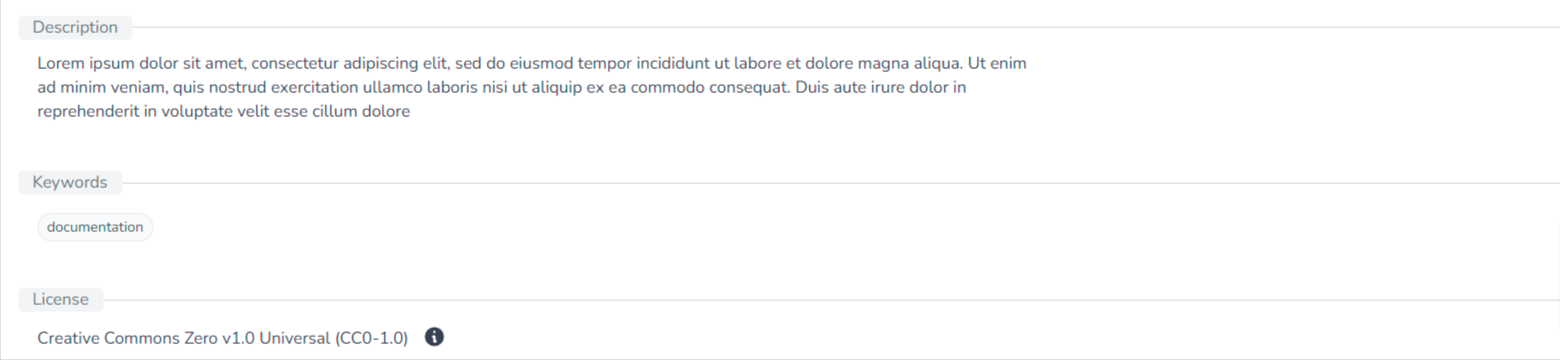 Description
Lorem ipsum dolor sit amet, consectetur adipiscing elit, sed do eiusmod tempor incididunt ut labore et dolore magna aliqua. Ut enim
ad minim veniam, quis nostrud exercitation ullamco laboris nisi ut aliquip ex ea commodo consequat. Duis aute irure dolor in
reprehenderit in voluptate velit esse cillum dolore
Keywords
documentation
License
Creative Commons Zero v1.0 Universal (CC0-1.0)